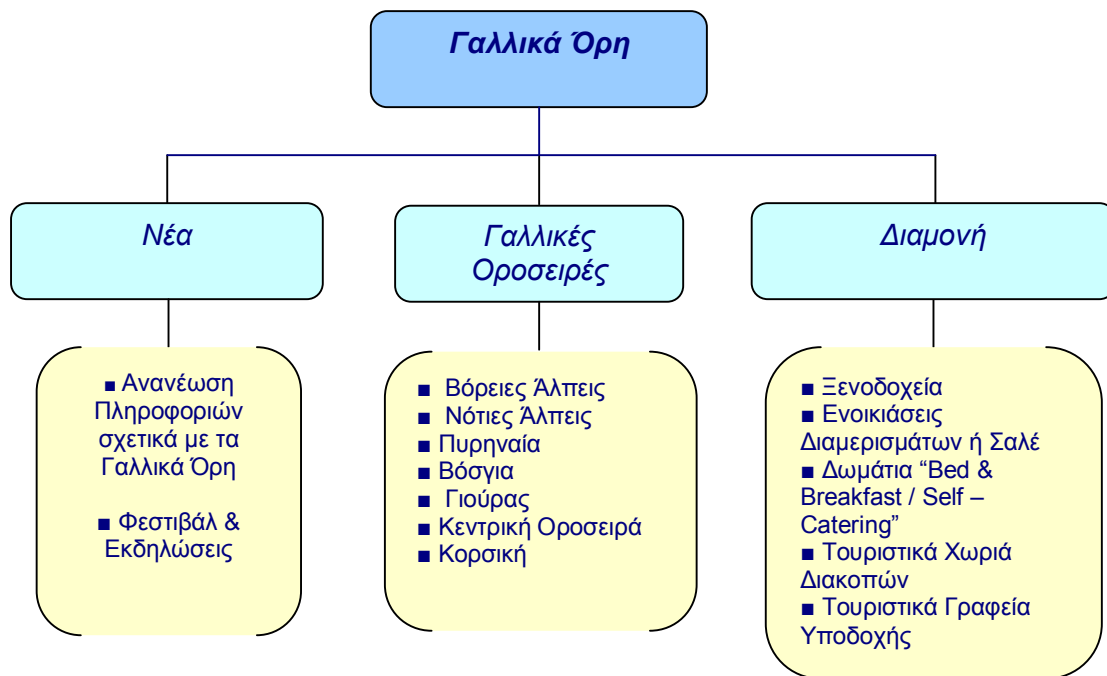 Γαλλικά Όρη
Νέα
Γαλλικές
Οροσειρές
Διαμονή
■ Ανανέωση
Πληροφοριών
σχετικά με τα
Γαλλικά Όρη
■ Φεστιβάλ &
Εκδηλώσεις
■ Βόρειες Άλπεις
■ Νότιες Άλπεις
■ Πυρηναία
■ Βόσγια
■ Γιούρας
■ Κεντρική Οροσειρά
■ Κορσική
■ Ξενοδοχεία
■ Ενοικιάσεις
Διαμερισμάτων ή Σαλέ
■ Δωμάτια “Bed &
Breakfast / Self –
Catering”
■ Τουριστικά Χωριά
Διακοπών
■ Τουριστικά Γραφεία
Υποδοχής